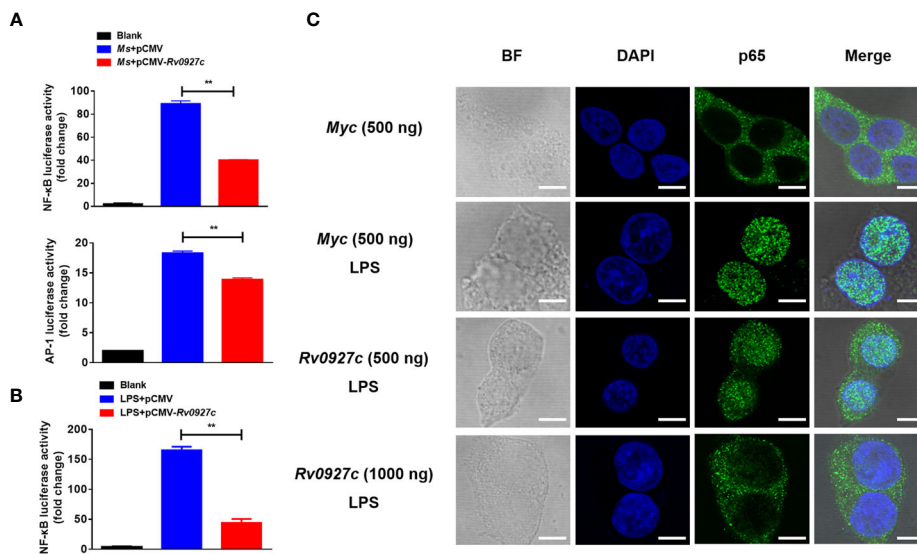 A
Blank
Ms+pCMV
Ms+pCMV-Rv0927c
NF-κB luciferase activity
(fold change)
100
80
60
40
20
0
**
AP-1 luciferase activity
(fold change)
20
15
10
5
0
**
B
Blank
LPS+pCMV
LPS+pCMV-Rv0927c
NF-κB luciferase activity
(fold change)
200
150
100
50
0
**
C
BF DAPI p65 Merge
Myc (500 ng)
Myc (500 ng)
LPS
Rv0927c (500 ng)
LPS
Rv0927c (1000 ng)
LPS